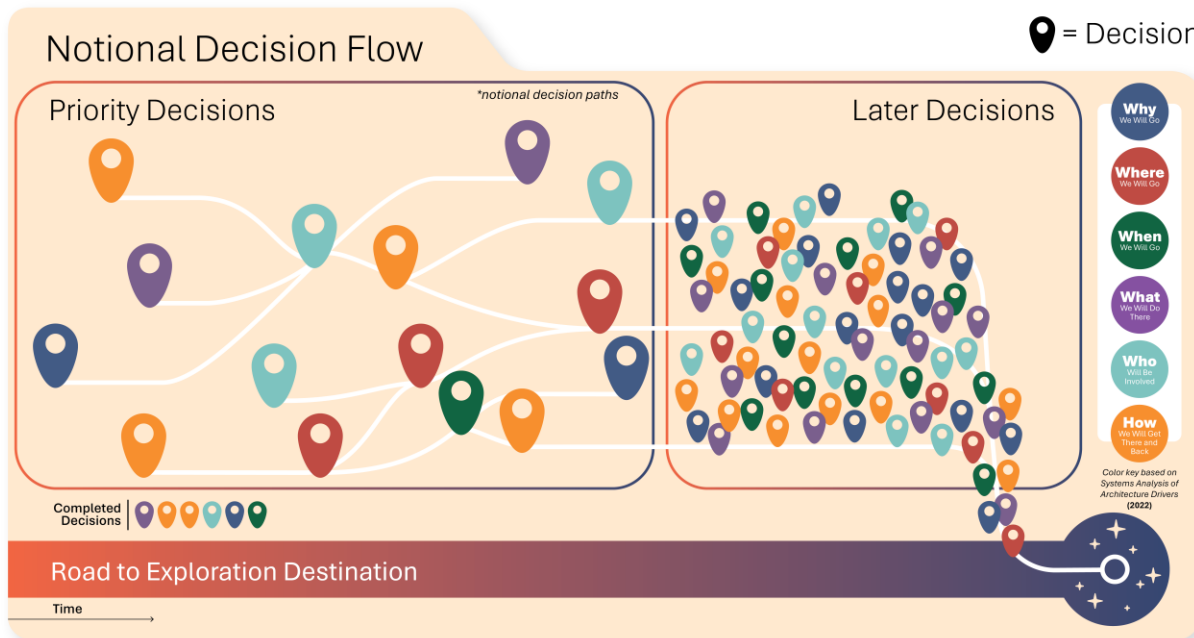 Notional Decision Flow
= Decision
Priority Decisions
*notional decision paths
Later Decisions
Why
We Will Go
Where
We Will Go
When
We Will Go
What
We Will Do
There
Who
Will Be
Involved
How
We Will Get
There and
Back
Color key based on
Systems Analysis of
Architecture Drivers
(2022)
Completed
Decisions
Road to Exploration Destination
Time